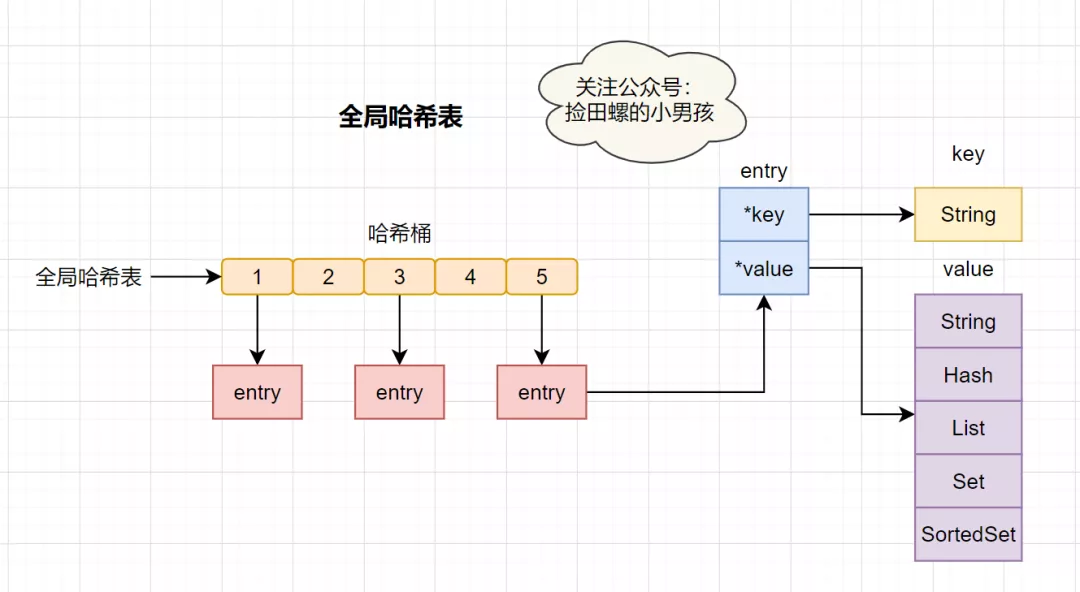 全局哈希表
关注公众号：
捡田螺的小男孩
哈希桶
全局哈希表
1
2
3
4
5
entry
entry
entry
entry
*key
*value
key
String
value
String
Hash
List
Set
SortedSet